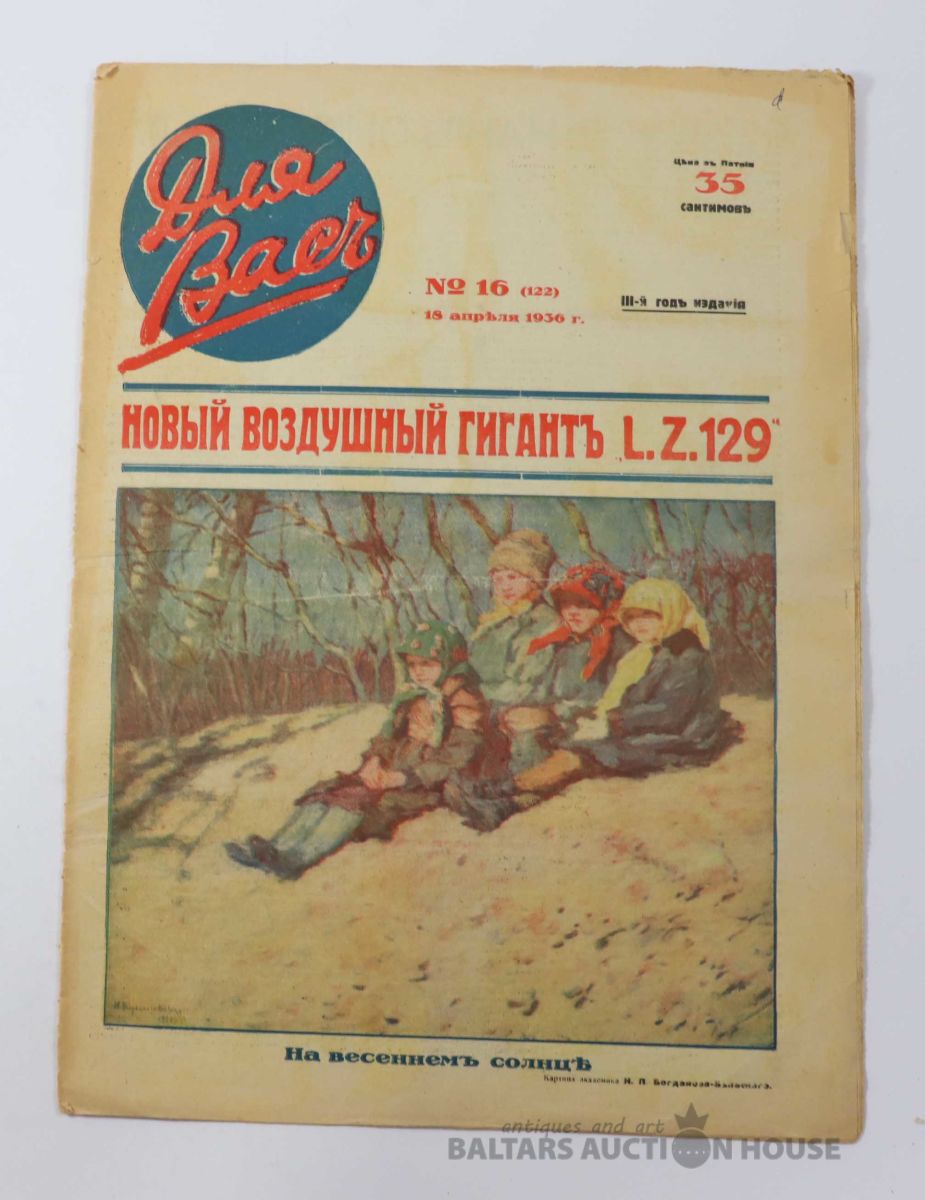 Для
Васъ
Цѣна въ Латвіи
35
сантимовъ
№ 16 (122)
18 апрѣля 1936 г.
III-й годъ изданія
НОВЫЙ ВОЗДУШНЫЙ ГИГАНТЪ „L.Z.129"
На весеннемъ солнцѣ
Картина академика Н. П. Богданова-Бѣльскаго.
antiques and art
BALTARS AUCTION HOUSE